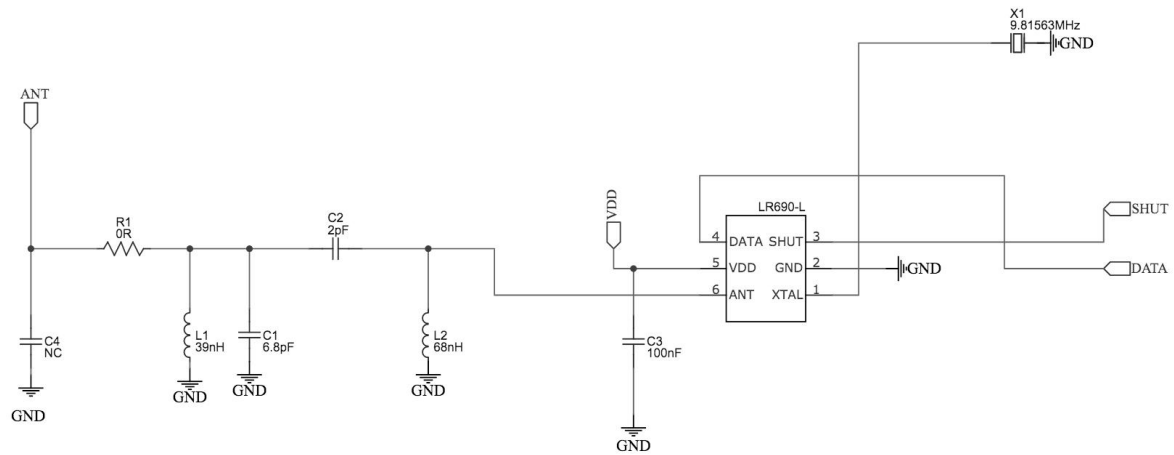 X1
9.81563MHz
GND
ANT
VDD
LR690-L
SHUT
R1
0R
C2
2pF
4 DATA SHUT 3
5 VDD GND 2
GND
DATA
6 ANT XTAL 1
C4
NC
L1
39nH
C1
6.8pF
L2
68nH
C3
100nF
GND
GND
GND
GND
GND